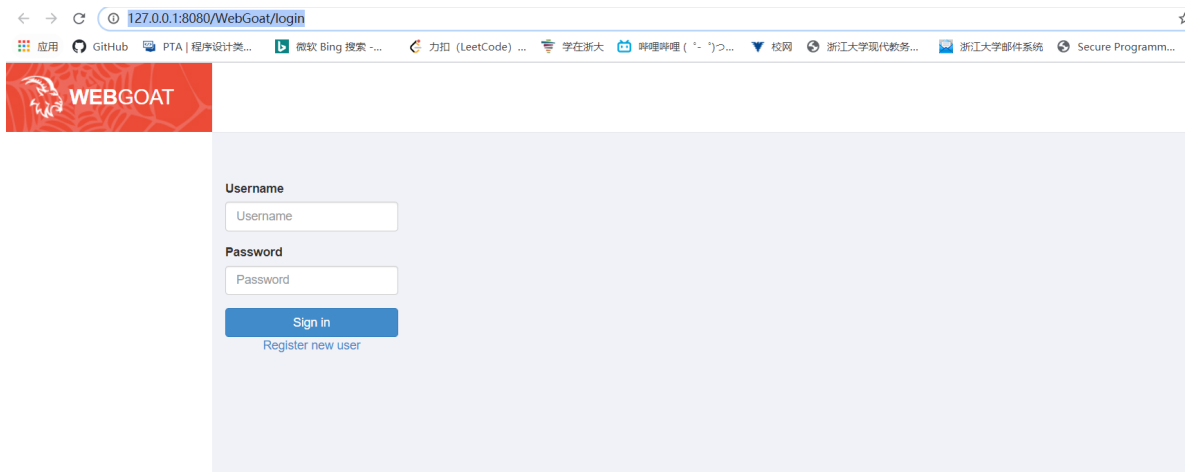 127.0.0.1:8080/WebGoat/login
应用 GitHub PTA | 程序设计类... 微软 Bing 搜索 -... 力扣 (LeetCode) ... 学在浙大 哔哩哔哩 ( ゜- ゜)つ... 校网 浙江大学现代教务... 浙江大学邮件系统 Secure Programm...
WEBGOAT
Username
Username
Password
Password
Sign in
Register new user